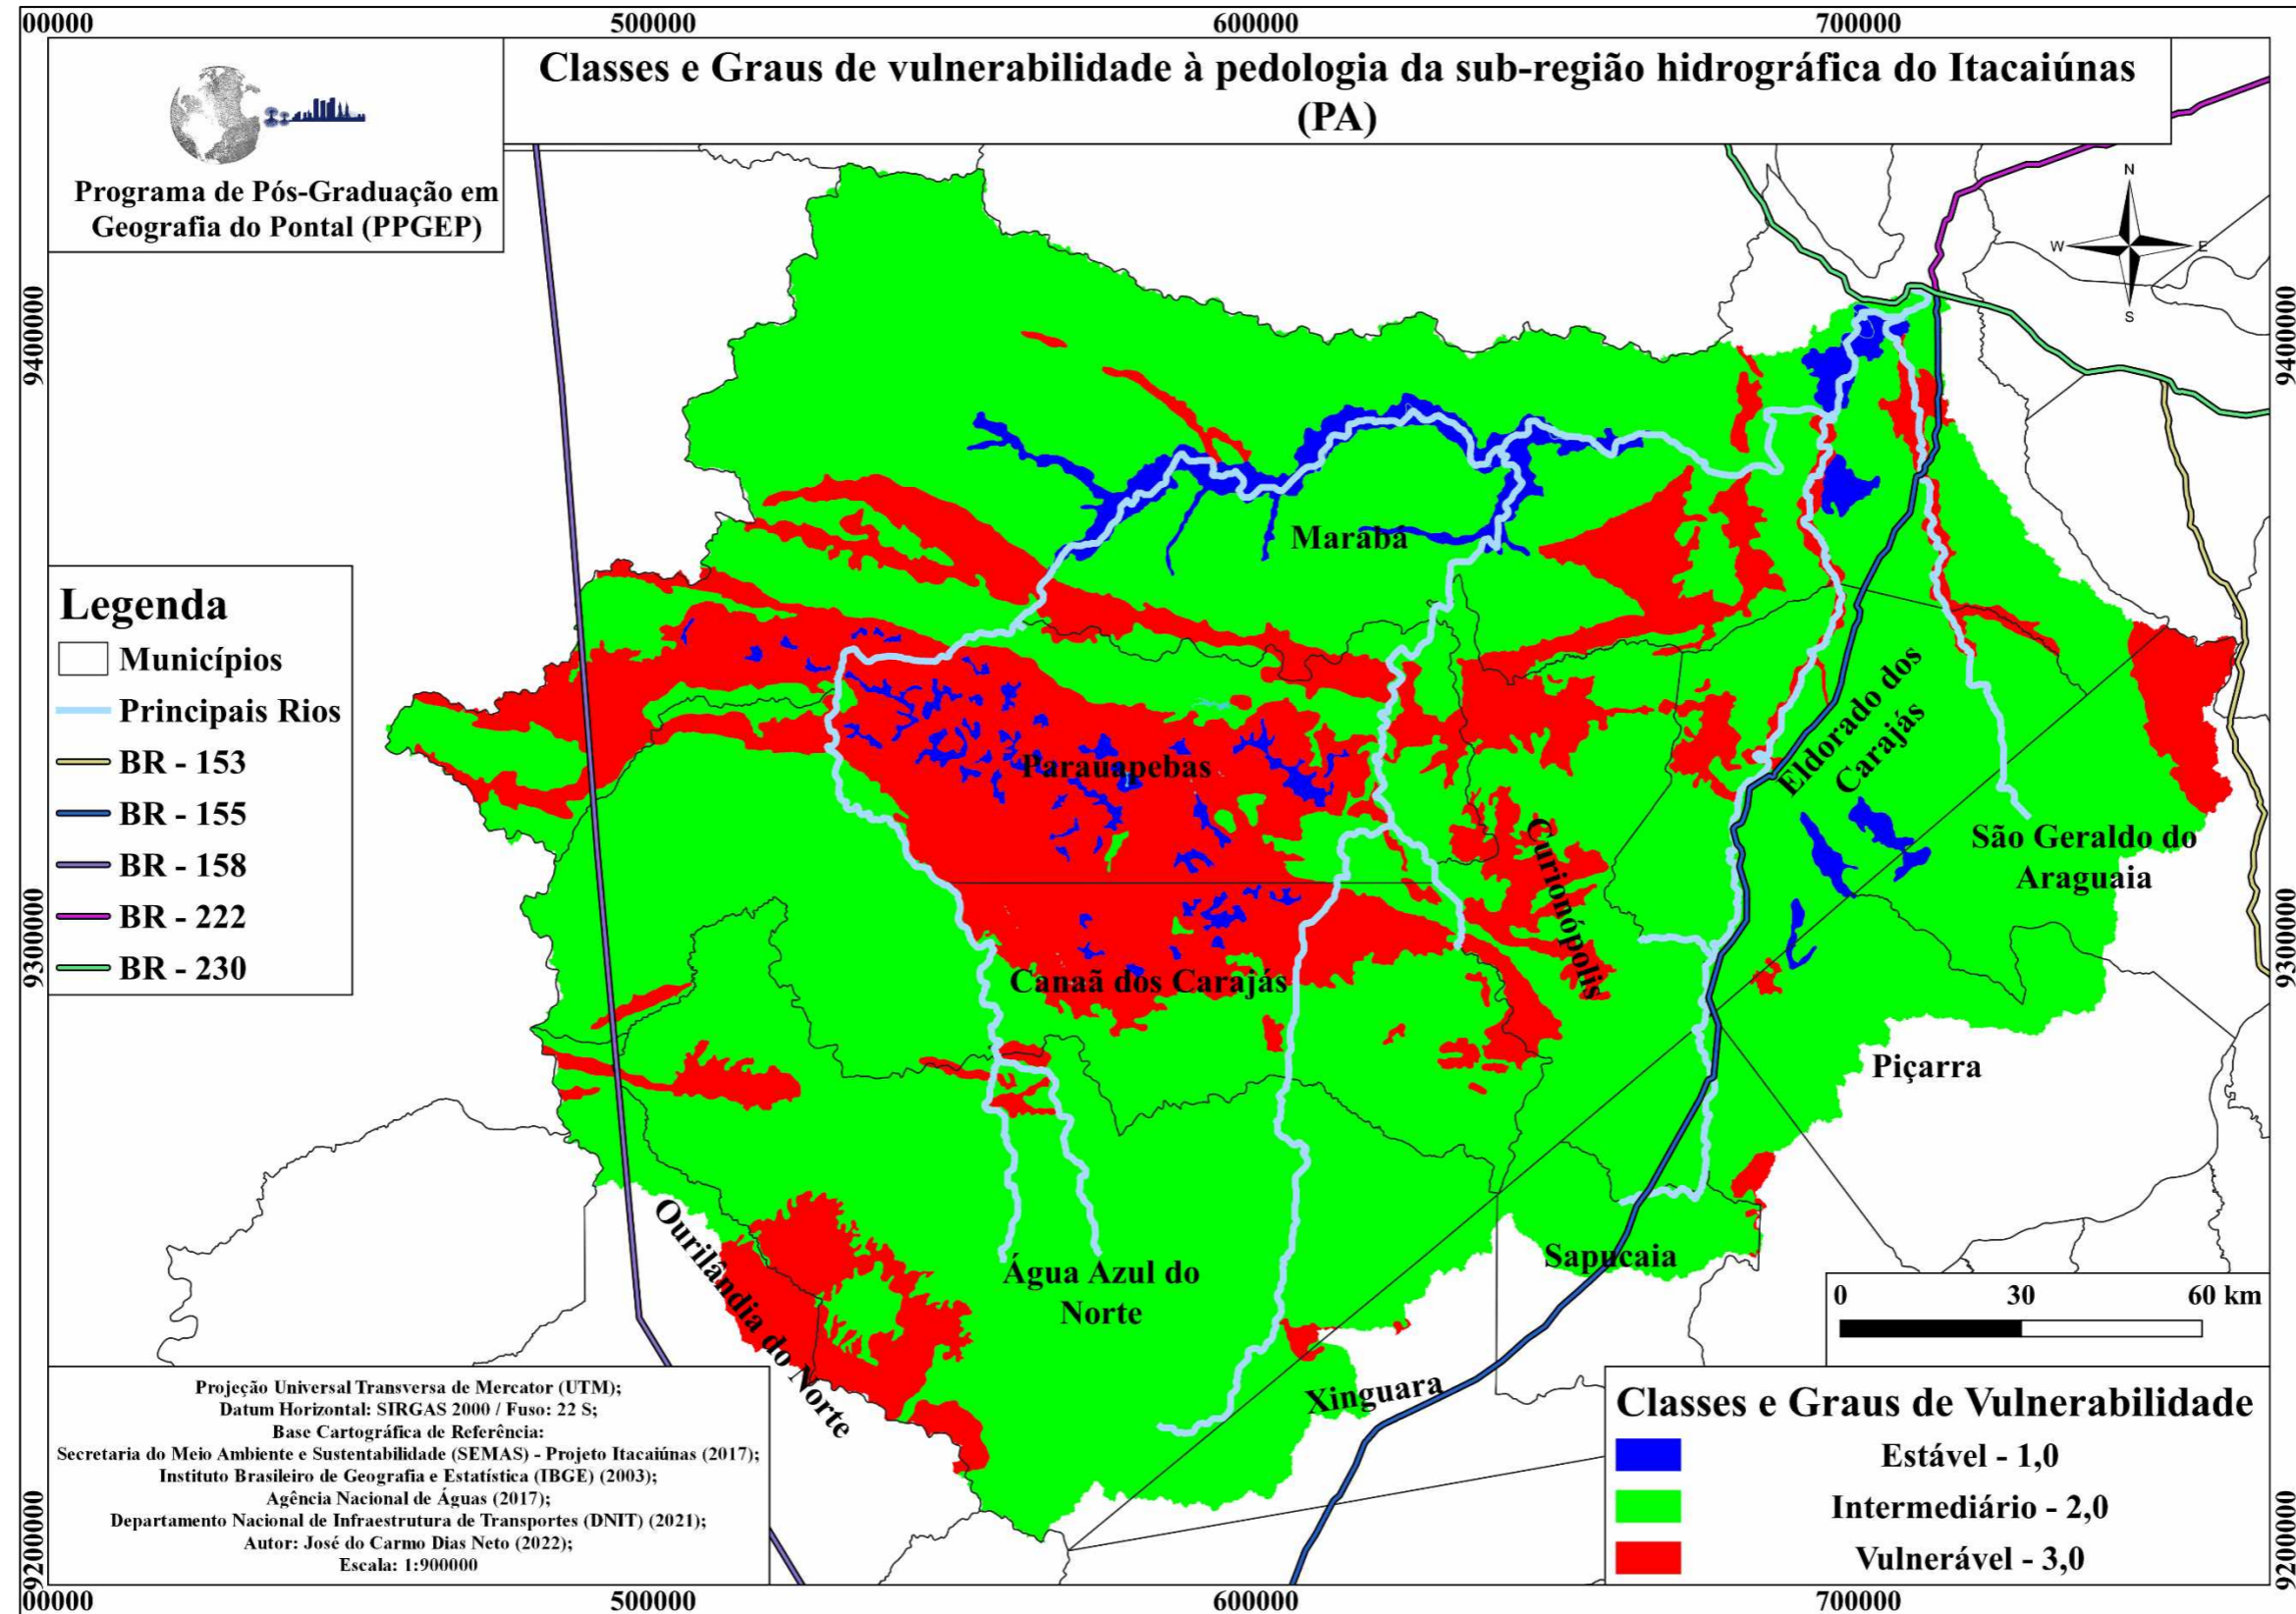 00000
500000
600000
700000
Classes e Graus de vulnerabilidade à pedologia da sub-região hidrográfica do Itacaiúnas
(PA)
Programa de Pós-Graduação em
Geografia do Pontal (PPGEP)
N
W
E
S
9400000
9400000
Marabá
Legenda
Municípios
Principais Rios
BR - 153
BR - 155
BR - 158
BR - 222
BR - 230
Eldorado dos
Carajás
Parauapebas
São Geraldo do
Araguaia
Curionópolis
9300000
9300000
Canaã dos Carajás
Piçarra
Ourilândia do Norte
Água Azul do
Norte
Sapucaia
Xinguara
0
30
60 km
Projeção Universal Transversa de Mercator (UTM);
Datum Horizontal: SIRGAS 2000 / Fuso: 22 S;
Base Cartográfica de Referência:
Secretaria do Meio Ambiente e Sustentabilidade (SEMAS) - Projeto Itacaiúnas (2017);
Instituto Brasileiro de Geografia e Estatística (IBGE) (2003);
Agência Nacional de Águas (2017);
Departamento Nacional de Infraestrutura de Transportes (DNIT) (2021);
Autor: José do Carmo Dias Neto (2022);
Escala: 1:900000
Classes e Graus de Vulnerabilidade
Estável - 1,0
Intermediário - 2,0
Vulnerável - 3,0
9200000
9200000
00000
500000
600000
700000